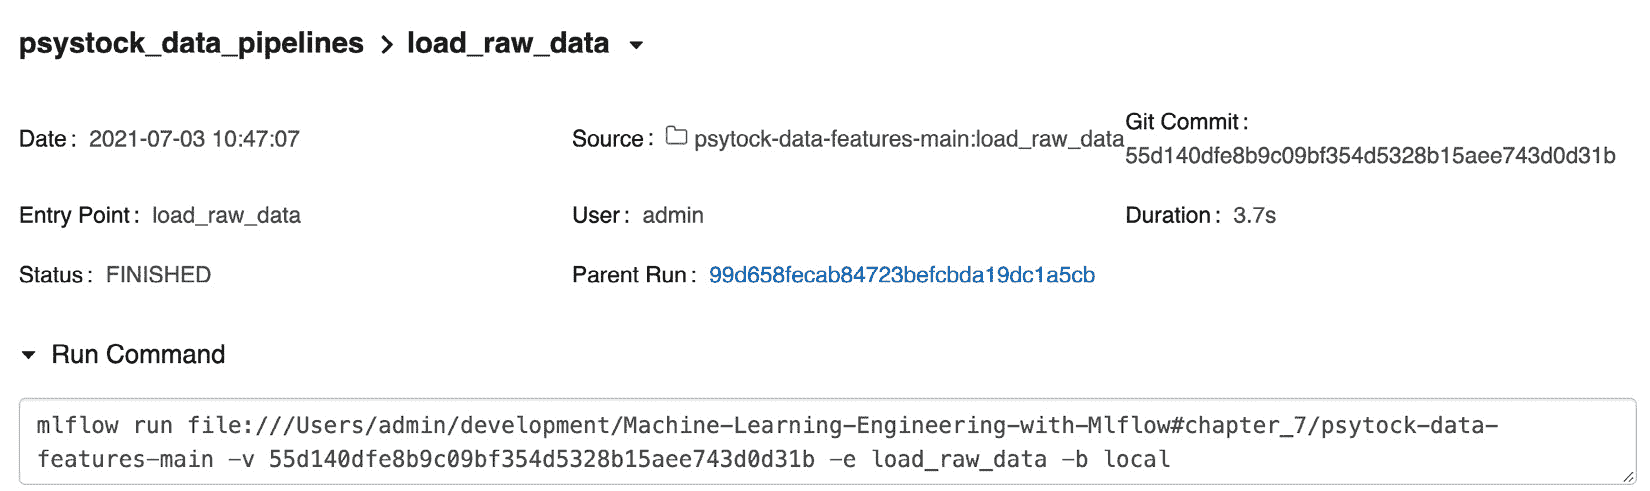 psystock_data_pipelines > load_raw_data
Date: 2021-07-03 10:47:07
Source: psytock-data-features-main:load_raw_data
Git Commit:
55d140dfe8b9c09bf354d5328b15aee743d0d31b
Entry Point: load_raw_data
User: admin
Duration: 3.7s
Status: FINISHED
Parent Run: 99d658fecab84723befcbda19dc1a5cb
Run Command
mlflow run file:///Users/admin/development/Machine-Learning-Engineering-with-Mlflow#chapter_7/psytock-data-
features-main -v 55d140dfe8b9c09bf354d5328b15aee743d0d31b -e load_raw_data -b local